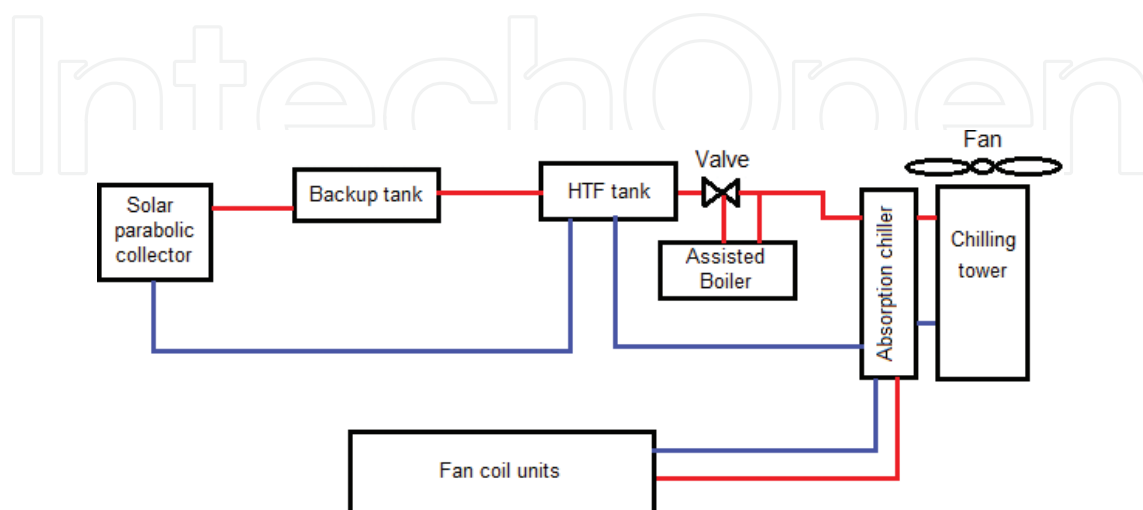 IntechOpen
Fan
Valve
Solar
parabolic
collector
Backup tank
HTF tank
Assisted
Boiler
Absorption chiller
Chilling
tower
Fan coil units